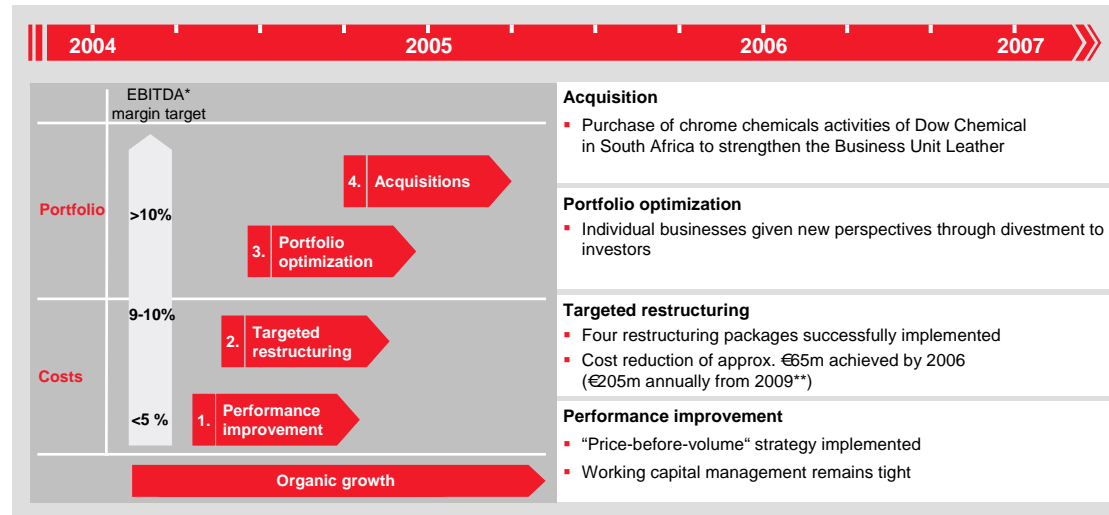 2004 2005 2006 2007
EBITDA*
margin target
Portfolio
>10%
4. Acquisitions
3. Portfolio
optimization
9-10%
Costs
2. Targeted
restructuring
<5 %
1. Performance
improvement
Organic growth
Acquisition
▪ Purchase of chrome chemicals activities of Dow Chemical
in South Africa to strengthen the Business Unit Leather
Portfolio optimization
▪ Individual businesses given new perspectives through divestment to
investors
Targeted restructuring
▪ Four restructuring packages successfully implemented
▪ Cost reduction of approx. €65m achieved by 2006
(€205m annually from 2009**)
Performance improvement
▪ “Price-before-volume“ strategy implemented
▪ Working capital management remains tight